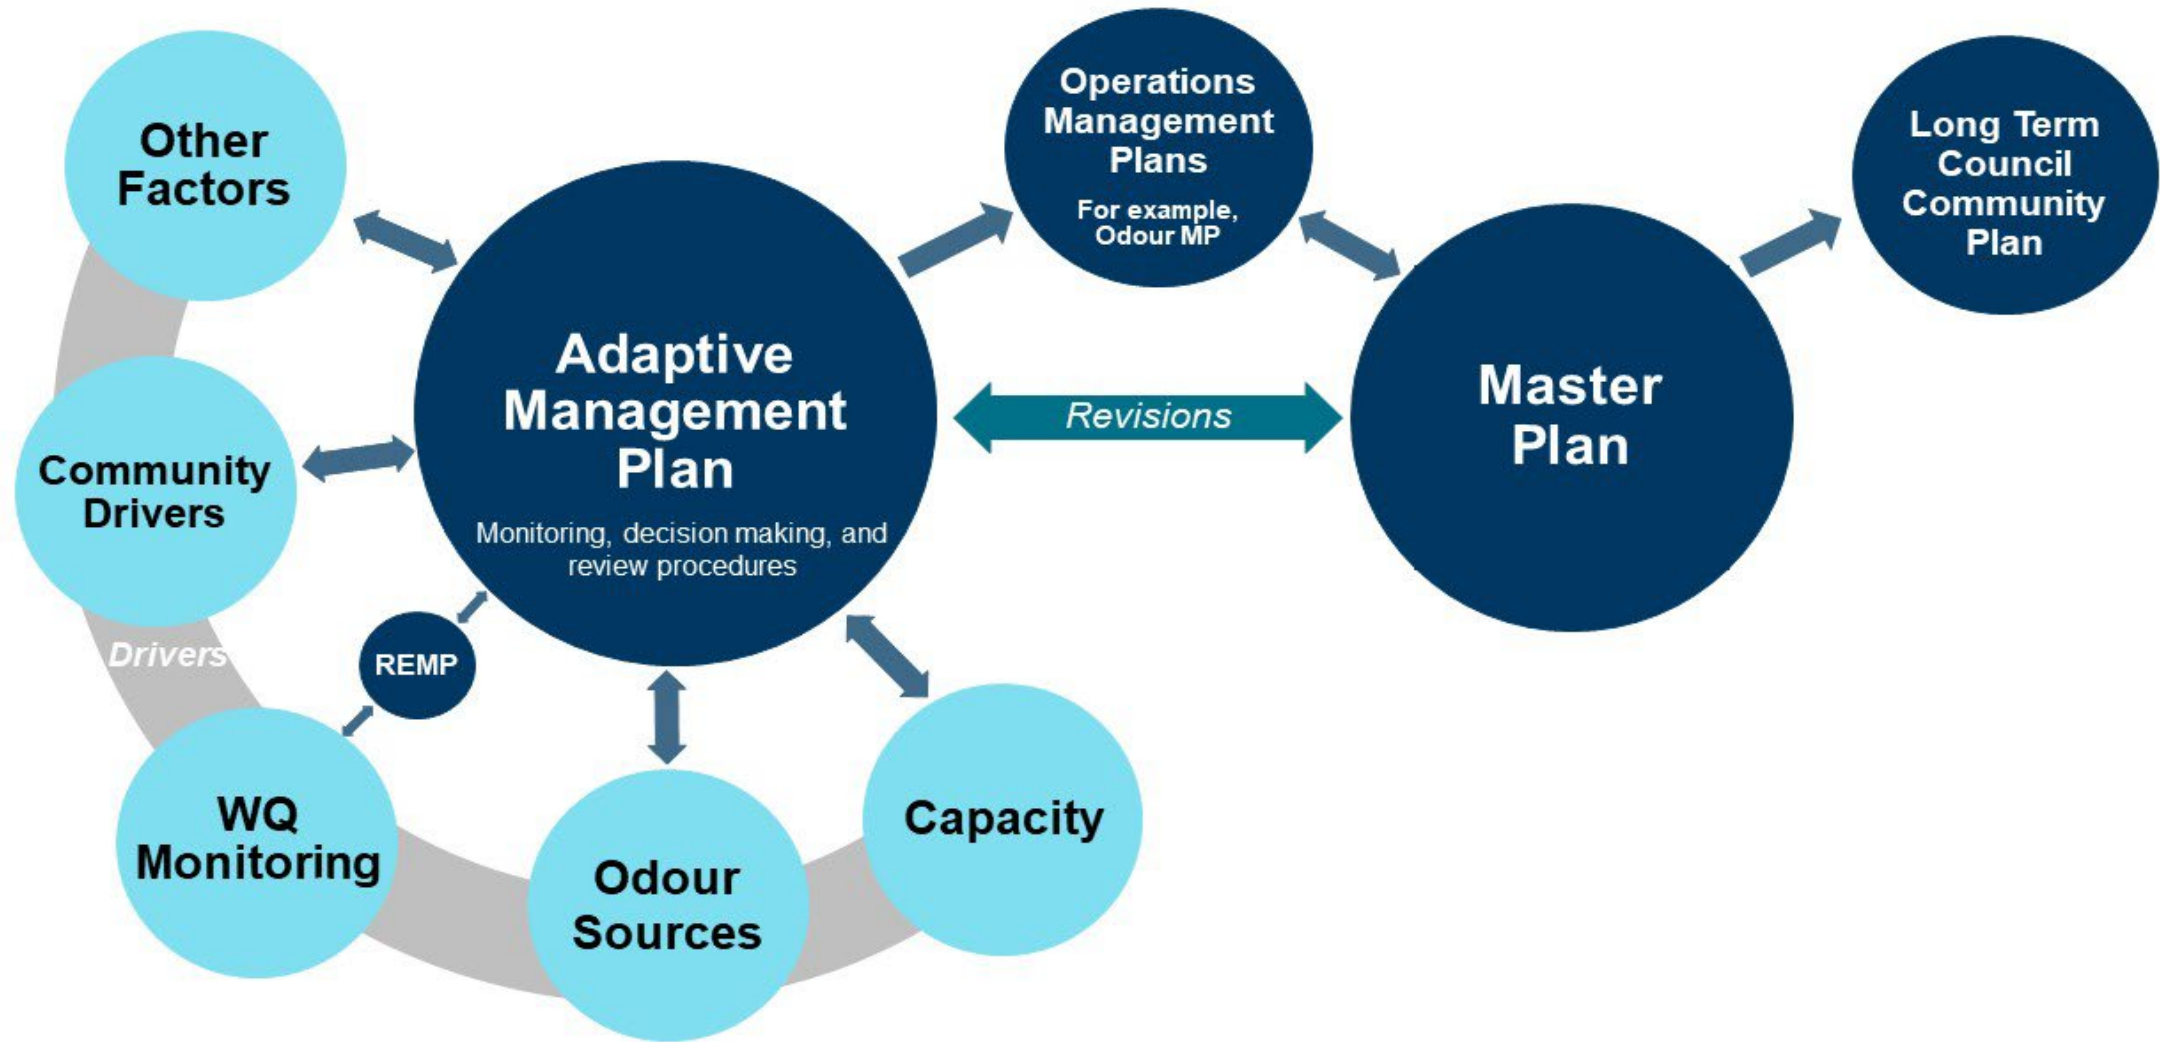 Other
Factors
Community
Drivers
Drivers
WQ
Monitoring
REMP
Odour
Sources
Capacity
Adaptive
Management
Plan
Monitoring, decision making, and
review procedures
Operations
Management
Plans
For example,
Odour MP
Revisions
Master
Plan
Long Term
Council
Community
Plan